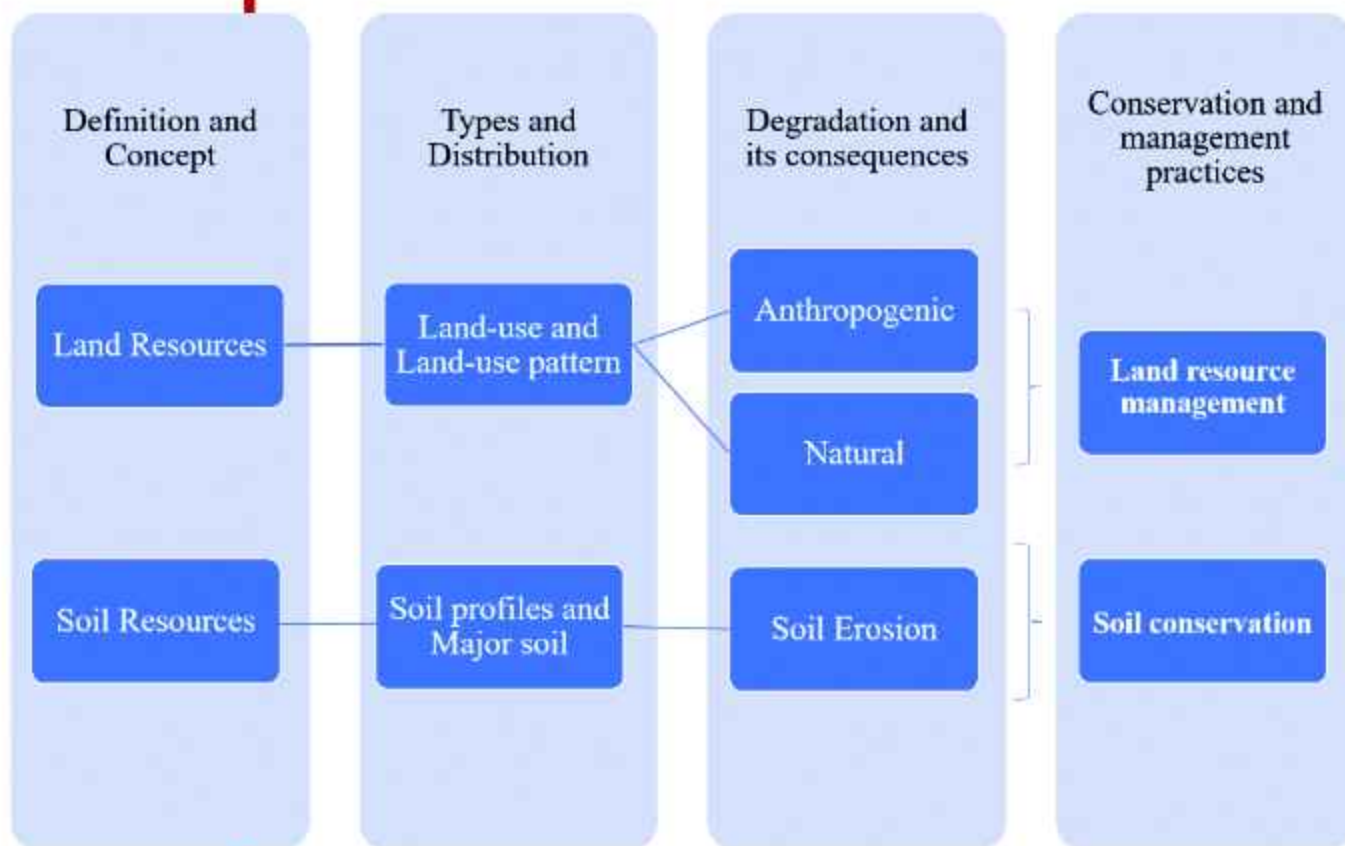 Definition and
Concept
Types and
Distribution
Degradation and
its consequences
Conservation and
management
practices
Land Resources
Land-use and
Land-use pattern
Anthropogenic
Natural
Land resource
management
Soil Resources
Soil profiles and
Major soil
Soil Erosion
Soil conservation